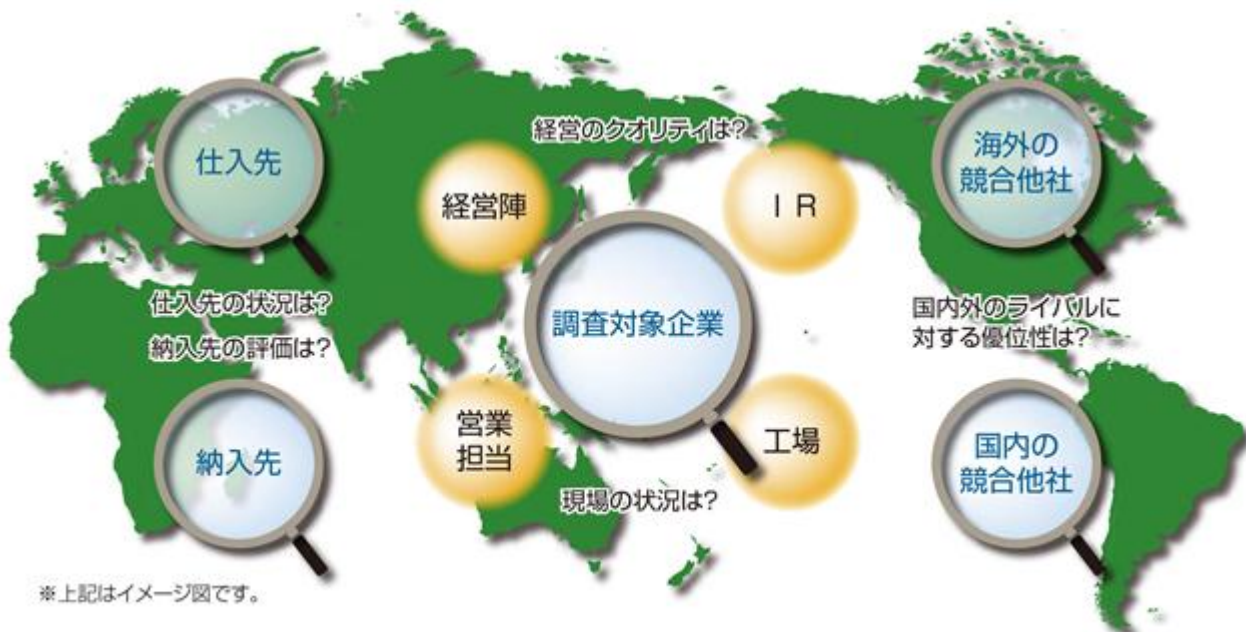 経営のクオリティは?
仕入先
経営陣
I R
海外の
競合他社
調査対象企業
仕入先の状況は?
納入先の評価は?
国内外のライバルに
対する優位性は?
納入先
営業
担当
工場
国内の
競合他社
現場の状況は?
※上記はイメージ図です。